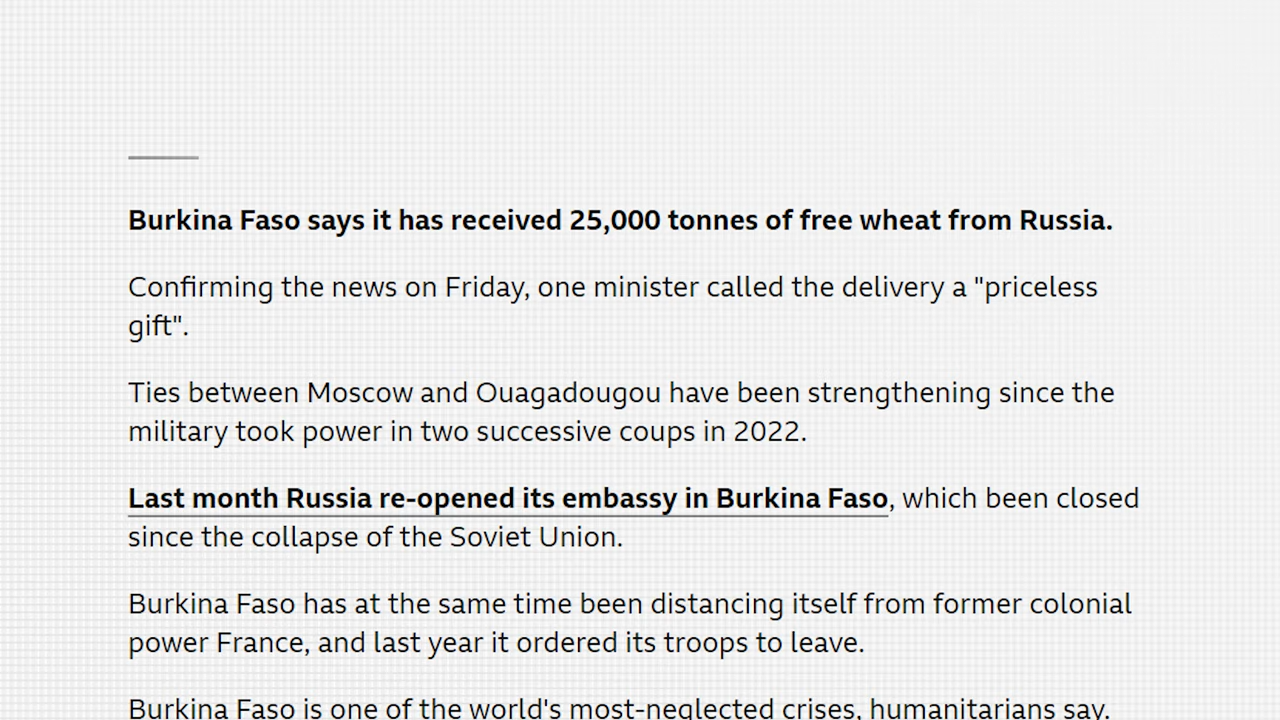 Burkina Faso says it has received 25,000 tonnes of free wheat from Russia.
Confirming the news on Friday, one minister called the delivery a "priceless
gift".
Ties between Moscow and Ouagadougou have been strengthening since the
military took power in two successive coups in 2022.
Last month Russia re-opened its embassy in Burkina Faso, which been closed
since the collapse of the Soviet Union.
Burkina Faso has at the same time been distancing itself from former colonial
power France, and last year it ordered its troops to leave.
Burkina Faso is one of the world's most-neglected crises, humanitarians say.